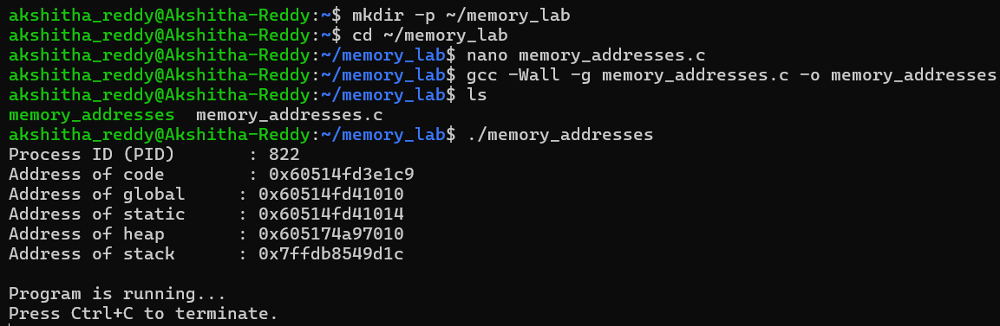 akshitha_reddy@Akshitha-Reddy:~$ mkdir -p ~/memory_lab
akshitha_reddy@Akshitha-Reddy:~$ cd ~/memory_lab
akshitha_reddy@Akshitha-Reddy:~/memory_lab$ nano memory_addresses.c
akshitha_reddy@Akshitha-Reddy:~/memory_lab$ gcc -Wall -g memory_addresses.c -o memory_addresses
akshitha_reddy@Akshitha-Reddy:~/memory_lab$ ls
memory_addresses  memory_addresses.c
akshitha_reddy@Akshitha-Reddy:~/memory_lab$ ./memory_addresses
Process ID (PID)       : 822
Address of code        : 0x60514fd3e1c9
Address of global     : 0x60514fd41010
Address of static     : 0x60514fd41014
Address of heap       : 0x605174a97010
Address of stack      : 0x7ffdb8549d1c

Program is running...
Press Ctrl+C to terminate.